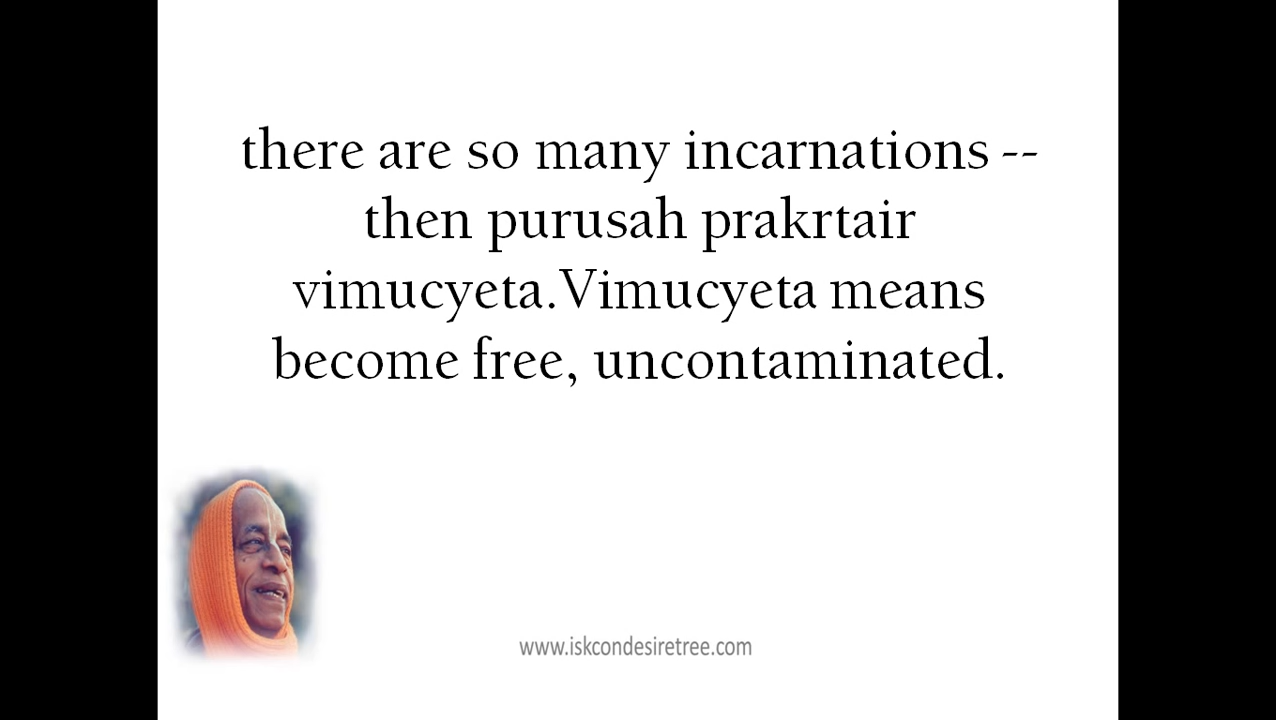 there are so many incarnations --
then purusah prakrtair
vimucyeta.Vimucyeta means
become free, uncontaminated.
www.iskcondesiretree.com